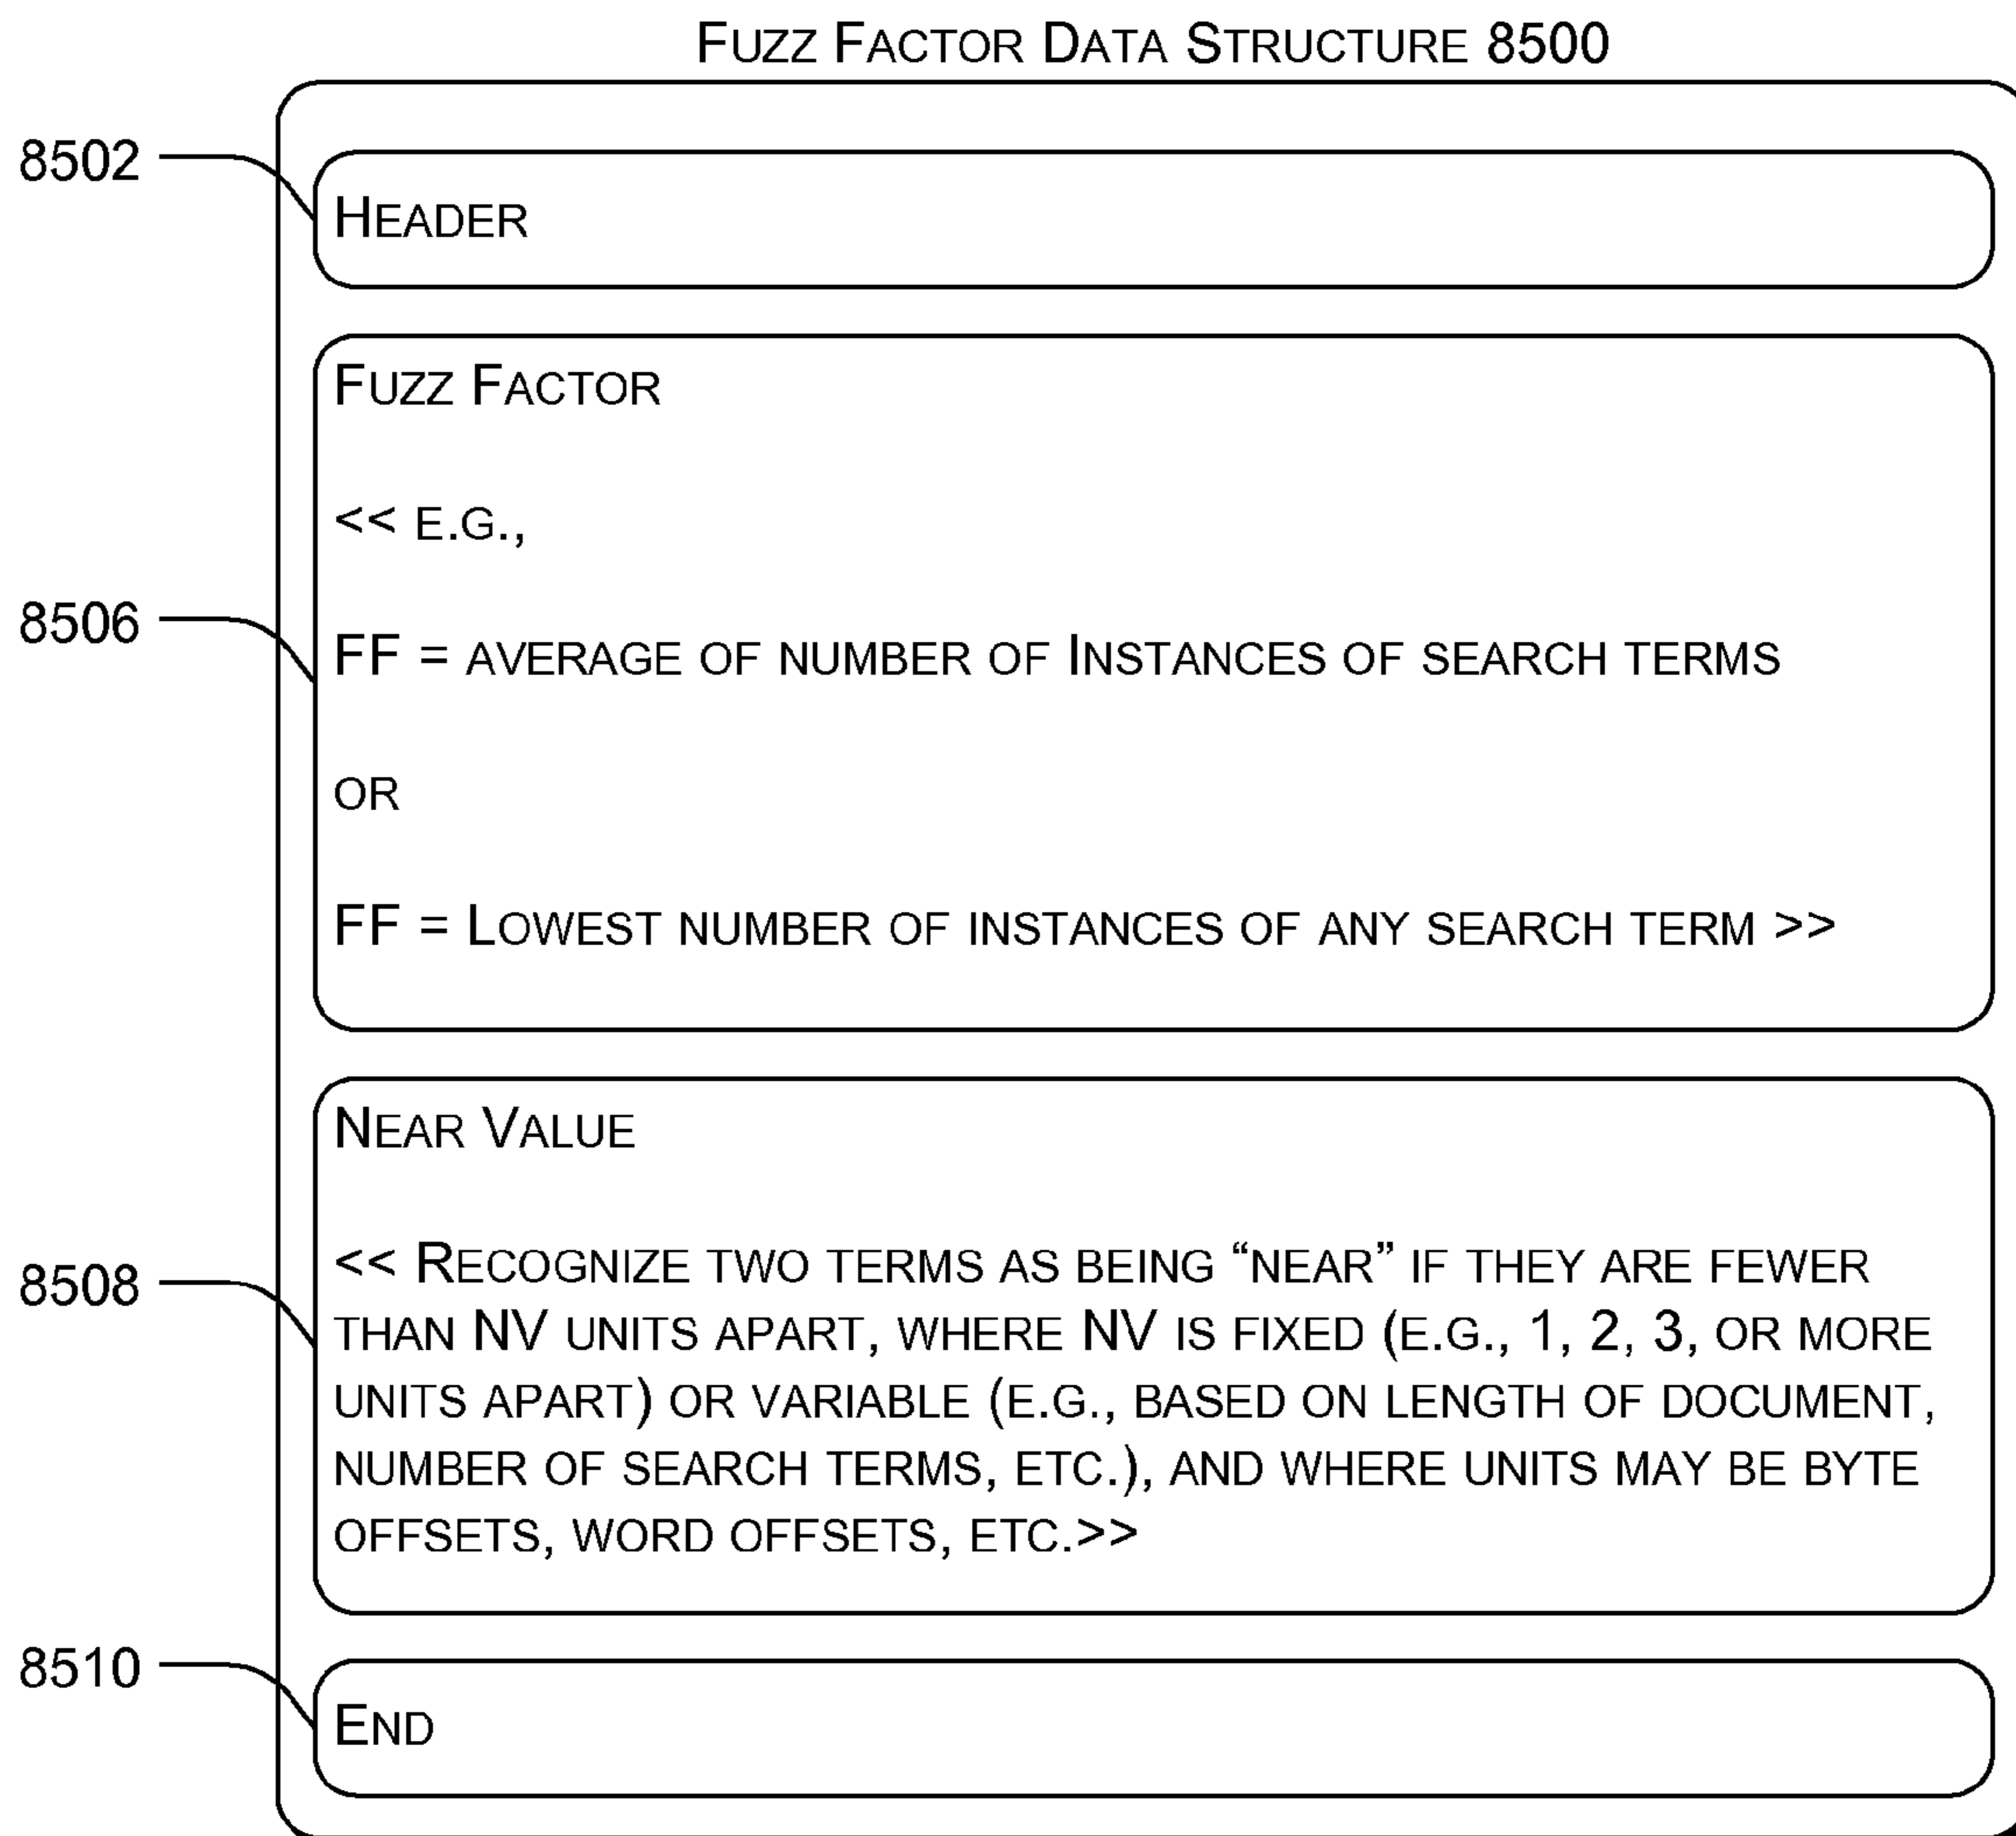 Fuzz Factor Data Structure 8500
8502
Header
Fuzz Factor
<< e.g.,
8506
FF = average of number of Instances of search terms
or
FF = Lowest number of instances of any search term >>
Near Value
8508
<< Recognize two terms as being “near” if they are fewer
than NV units apart, where NV is fixed (e.g., 1, 2, 3, or more
units apart) or variable (e.g., based on length of document,
number of search terms, etc.), and where units may be byte
offsets, word offsets, etc.>>
8510
End